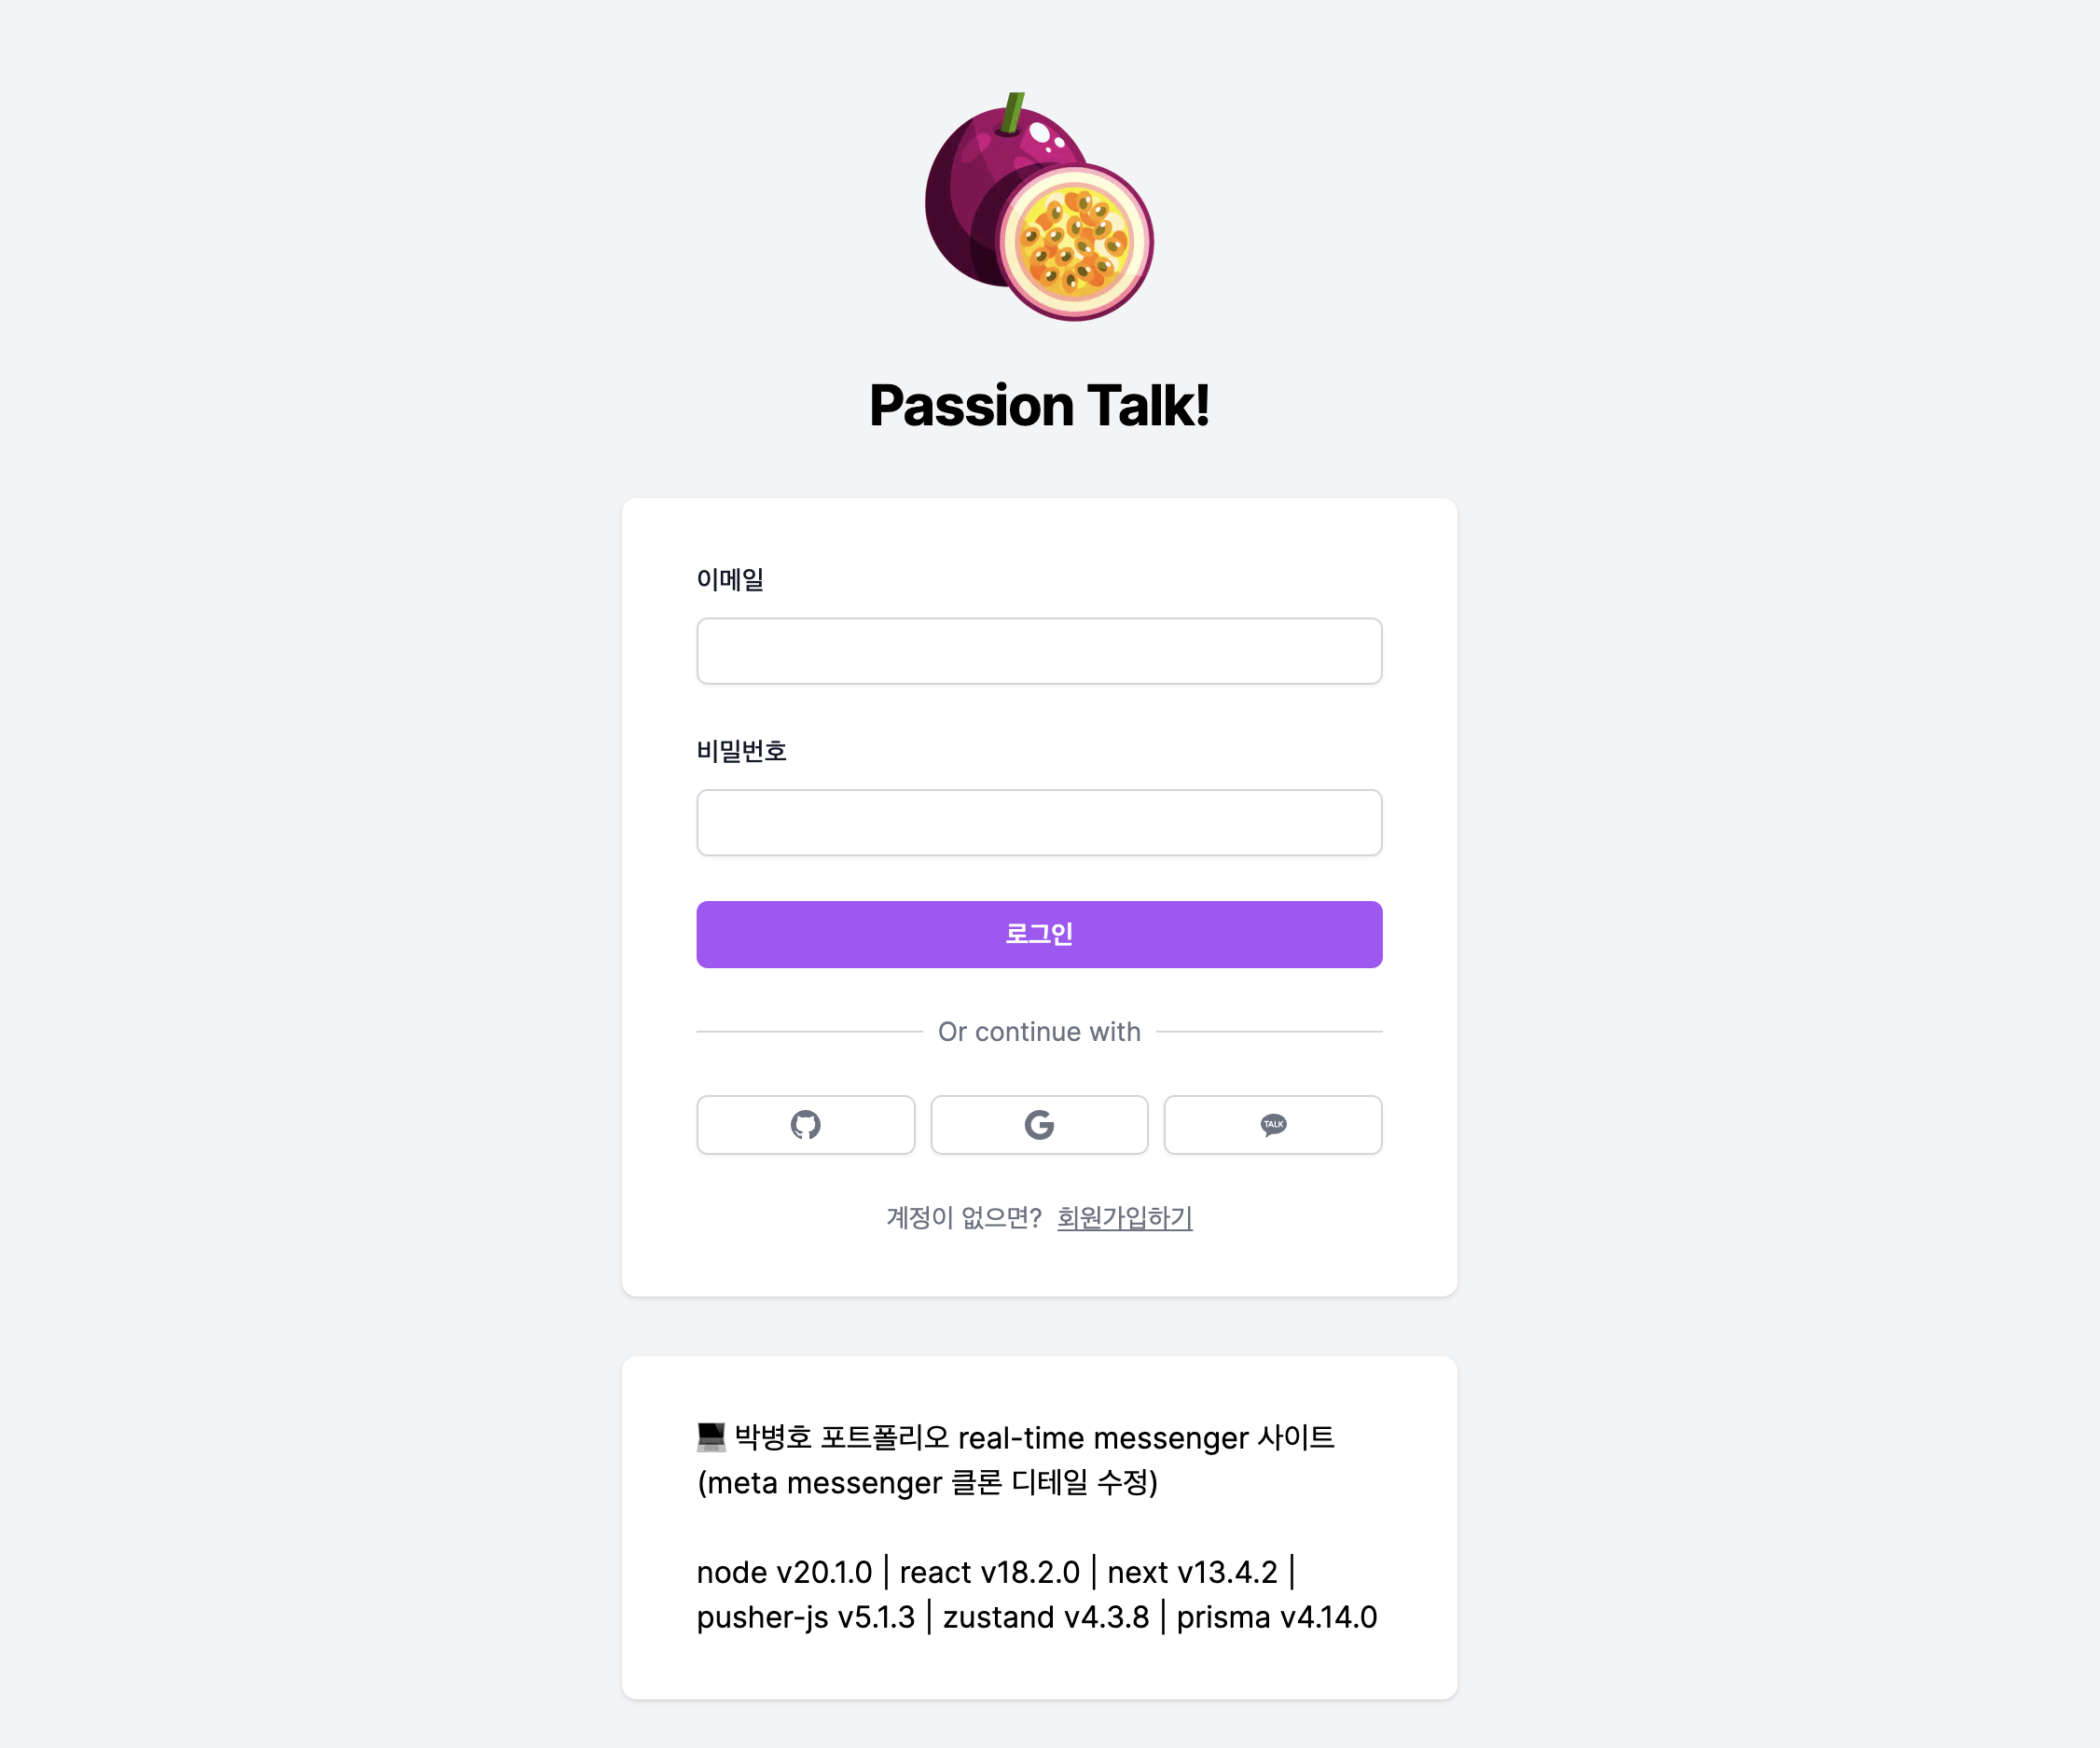 Passion Talk!
이메일
비밀번호
로그인
Or continue with
TALK
계정이 없으면? 회원가입하기
💻 박병호 포트폴리오 real-time messenger 사이트
(meta messenger 클론 디테일 수정)
node v20.1.0 | react v18.2.0 | next v13.4.2 |
pusher-js v5.1.3 | zustand v4.3.8 | prisma v4.14.0